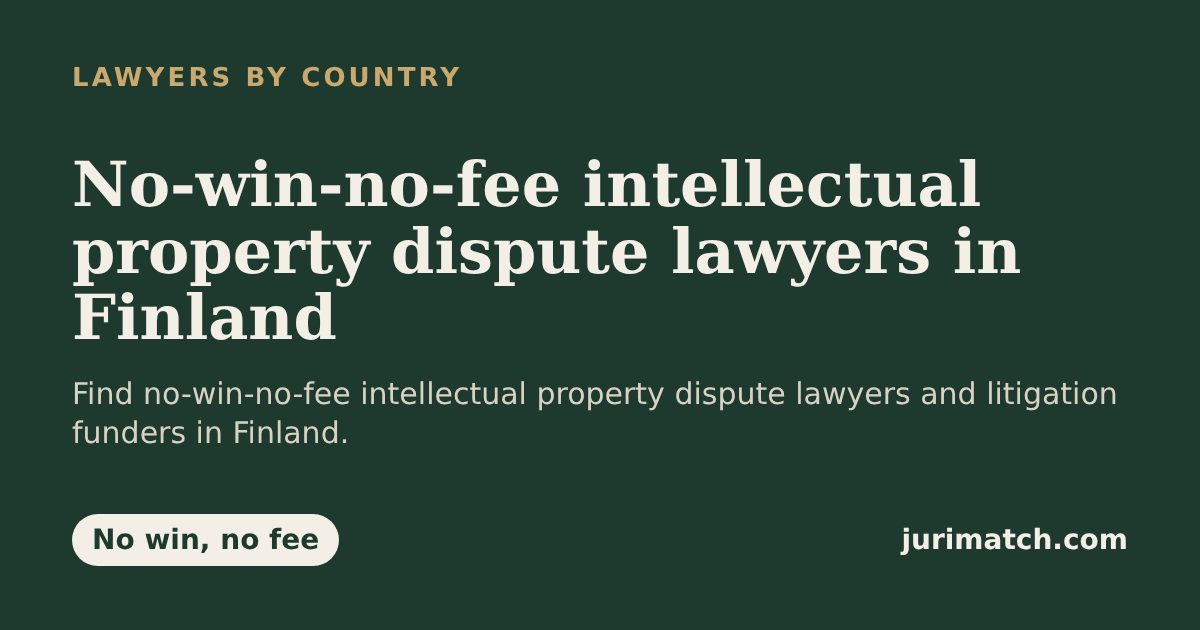 LAWYERS BY COUNTRY
No-win-no-fee intellectual
property dispute lawyers in
Finland
Find no-win-no-fee intellectual property dispute lawyers and litigation
funders in Finland.
No win, no fee
jurimatch.com